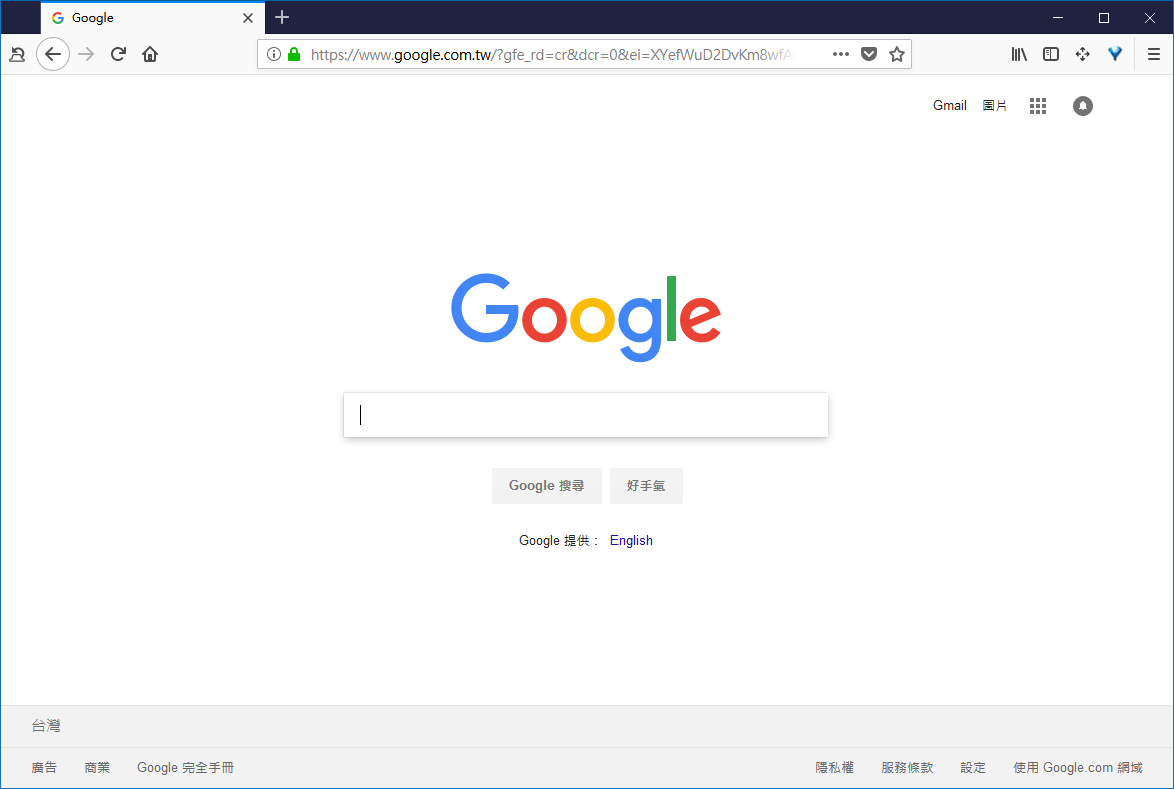 Google
https://www.google.com.tw/?gfe_rd=cr&dcr=0&ei=XYefWuD2DvKm8wfA
Gmail 圖片
Google
Google 搜尋 好手氣
Google 提供： English
台灣
廣告 商業 Google 完全手冊 隱私權 服務條款 設定 使用 Google.com 網域